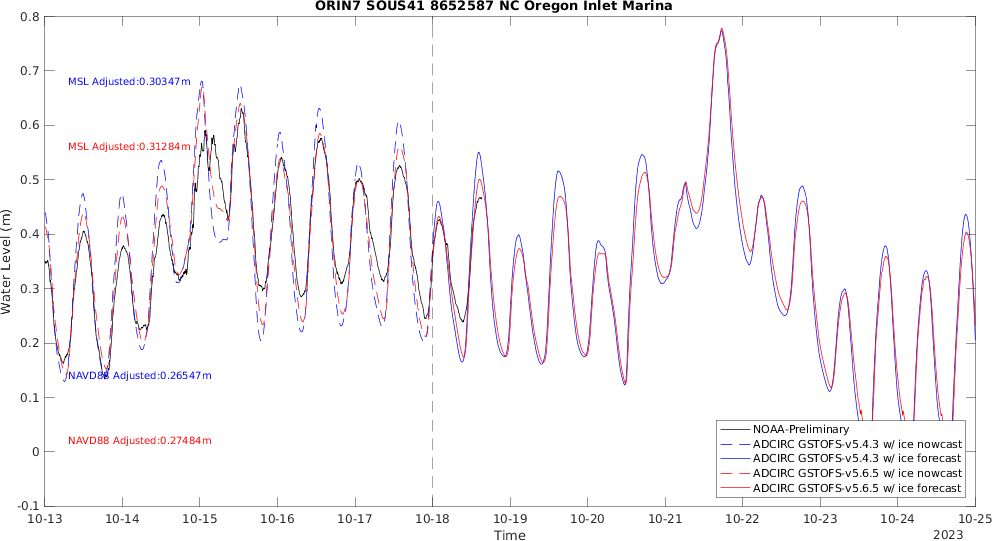 ORIN7 SOUS41 8652587 NC Oregon Inlet Marina
0.8
0.7
0.6
0.5
0.4
0.3
0.2
0.1
0
-0.1
Water Level (m)
MSL Adjusted:0.30347m
MSL Adjusted:0.31284m
NAVD88 Adjusted:0.26547m
NAVD88 Adjusted:0.27484m
NOAA-Preliminary
ADCIRC GSTOFS-v5.4.3 w/ ice nowcast
ADCIRC GSTOFS-v5.4.3 w/ ice forecast
ADCIRC GSTOFS-v5.6.5 w/ ice nowcast
ADCIRC GSTOFS-v5.6.5 w/ ice forecast
10-13 10-14 10-15 10-16 10-17 10-18 10-19 10-20 10-21 10-22 10-23 10-24 10-25
Time
2023